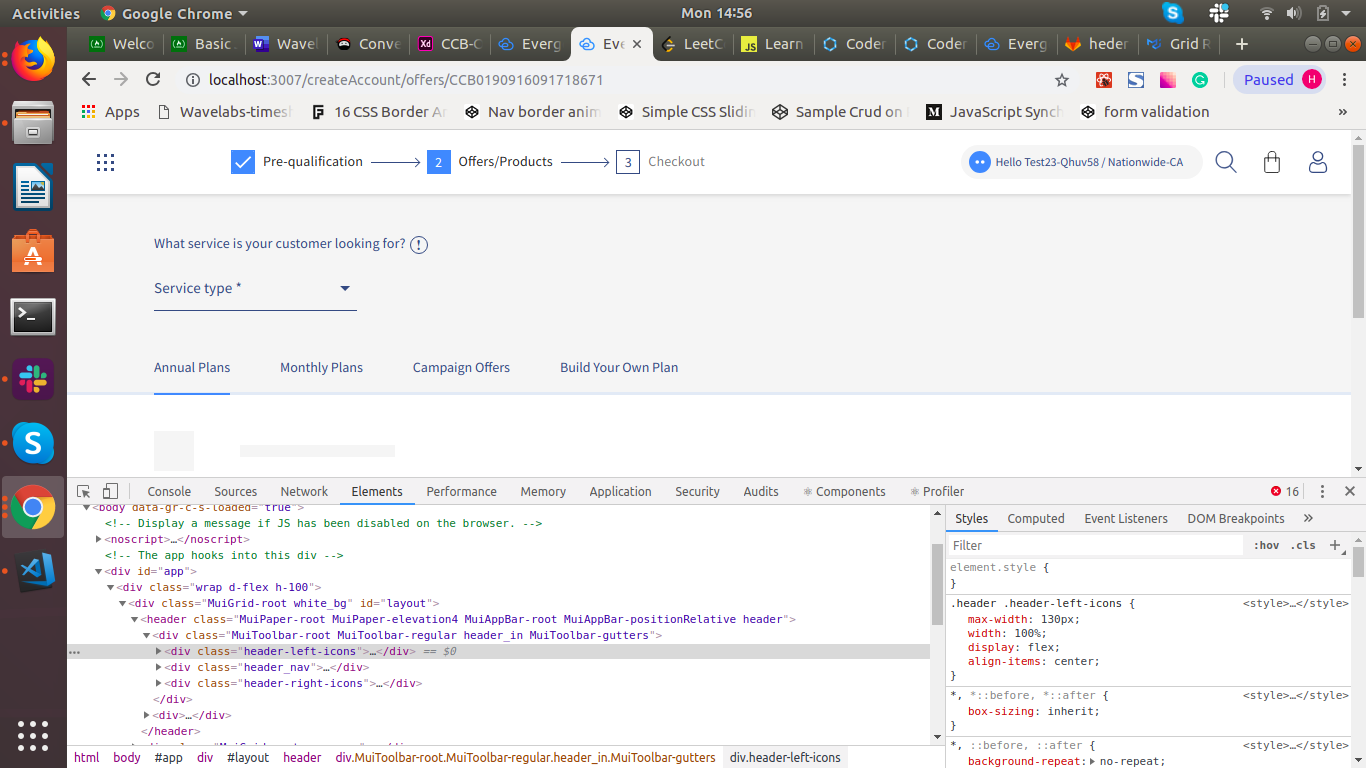 Activities Google Chrome Mon 14:56
Welco Basic Wavel Conve CCB-C Everg Eve LeetC Learn Coder Coder Everg heder Grid R
localhost:3007/createAccount/offers/CCB0190916091718671 Paused H
Apps Wavelabs-timesh 16 CSS Border An Nav border anim Simple CSS Slidin Sample Crud on JavaScript Synch form validation »
Pre-qualification 2 Offers/Products 3 Checkout Hello Test23-Qhuv58 / Nationwide-CA
What service is your customer looking for? !
Service type *
Annual Plans Monthly Plans Campaign Offers Build Your Own Plan
Console Sources Network Elements Performance Memory Application Security Audits Components Profiler 16
<body data-gr-c-s-loaded="true">
<!-- Display a message if JS has been disabled on the browser. -->
<noscript>…</noscript>
<!-- The app hooks into this div -->
<div id="app">
<div class="wrap d-flex h-100">
<div class="MuiGrid-root white_bg" id="layout">
<header class="MuiPaper-root MuiPaper-elevation4 MuiAppBar-root MuiAppBar-positionRelative header">
<div class="MuiToolbar-root MuiToolbar-regular header_in MuiToolbar-gutters">
… <div class="header-left-icons">…</div> == $0
<div class="header_nav">…</div>
<div class="header-right-icons">…</div>
</div>
<div>…</div>
</header>
html body #app div #layout header div.MuiToolbar-root.MuiToolbar-regular.header_in.MuiToolbar-gutters div.header-left-icons
Styles Computed Event Listeners DOM Breakpoints »
Filter :hov .cls +
element.style {
}
.header .header-left-icons { <style>…</style>
max-width: 130px;
width: 100%;
display: flex;
align-items: center;
}
*, *::before, *::after { <style>…</style>
box-sizing: inherit;
}
*, ::before, ::after { <style>…</style>
background-repeat: no-repeat;